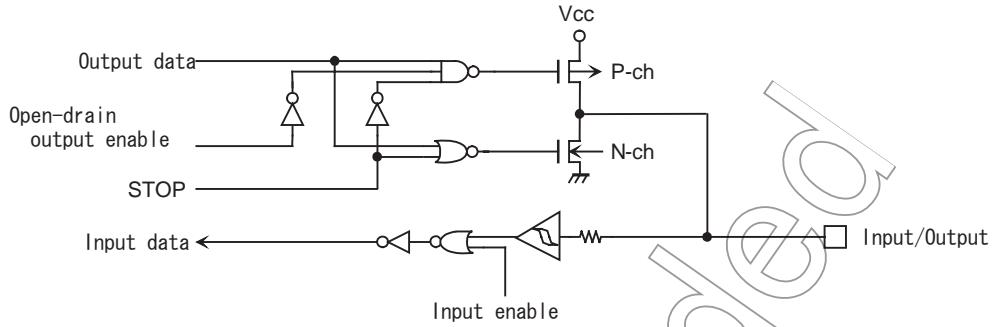 Vcc
Output data
P-ch
Open-drain
output enable
N-ch
STOP
Input data
Input/Output
Input enable